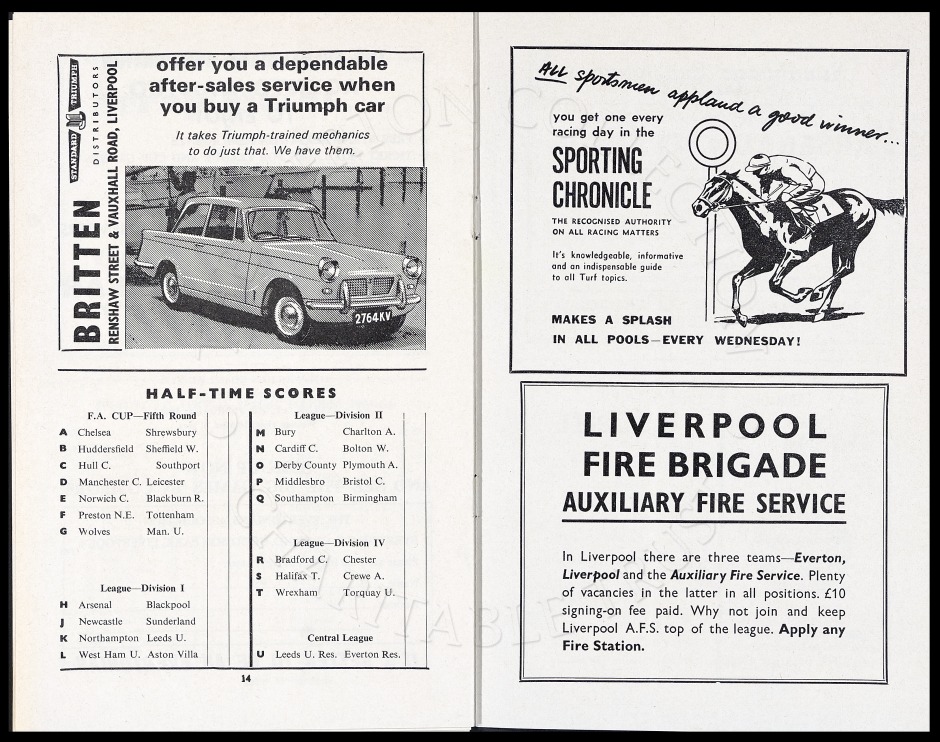 STANDARD TRIUMPH
DISTRIBUTORS
BRITTEN
RENSHAW STREET & VAUXHALL ROAD, LIVERPOOL
offer you a dependable
after-sales service when
you buy a Triumph car
It takes Triumph-trained mechanics
to do just that. We have them.
2764 KV
HALF-TIME SCORES
F.A. CUP—Fifth Round
A Chelsea Shrewsbury
B Huddersfield Sheffield W.
C Hull C. Southport
D Manchester C. Leicester
E Norwich C. Blackburn R.
F Preston N.E. Tottenham
G Wolves Man. U.
League—Division I
H Arsenal Blackpool
J Newcastle Sunderland
K Northampton Leeds U.
L West Ham U. Aston Villa
League—Division II
M Bury Charlton A.
N Cardiff C. Bolton W.
O Derby County Plymouth A.
P Middlesbro Bristol C.
Q Southampton Birmingham
League—Division IV
R Bradford C. Chester
S Halifax T. Crewe A.
T Wrexham Torquay U.
Central League
U Leeds U. Res. Everton Res.
14
ALL sportsmen applaud a good winner...
you get one every
racing day in the
SPORTING
CHRONICLE
THE RECOGNISED AUTHORITY
ON ALL RACING MATTERS
It's knowledgeable, informative
and an indispensable guide
to all Turf topics.
1
MAKES A SPLASH
IN ALL POOLS—EVERY WEDNESDAY!
LIVERPOOL
FIRE BRIGADE
AUXILIARY FIRE SERVICE
In Liverpool there are three teams—Everton,
Liverpool and the Auxiliary Fire Service. Plenty
of vacancies in the latter in all positions. £10
signing-on fee paid. Why not join and keep
Liverpool A.F.S. top of the league. Apply any
Fire Station.